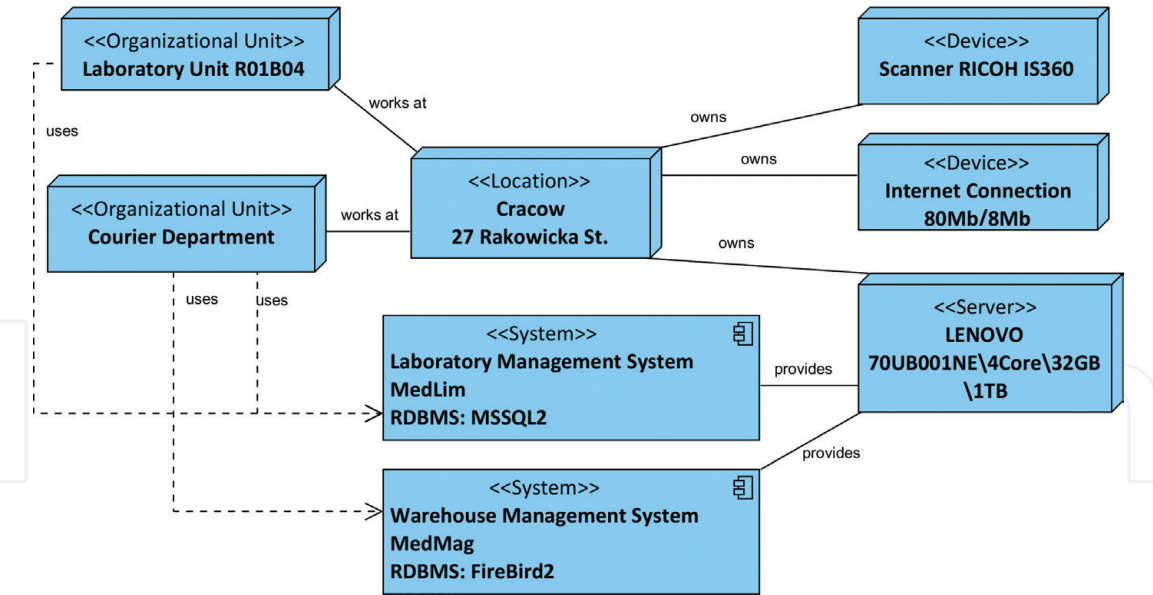 <<Organizational Unit>>
Laboratory Unit R01B04
<<Device>>
Scanner RICOH IS360
works at
owns
uses
owns
<<Device>>
Internet Connection
80Mb/8Mb
<<Location>>
Cracow
27 Rakowicka St.
<<Organizational Unit>>
Courier Department
works at
owns
uses
uses
<<Server>>
LENOVO
70UB001NE\4Core\32GB
\1TB
<<System>>
Laboratory Management System
MedLim
RDBMS: MSSQL2
provides
provides
<<System>>
Warehouse Management System
MedMag
RDBMS: FireBird2